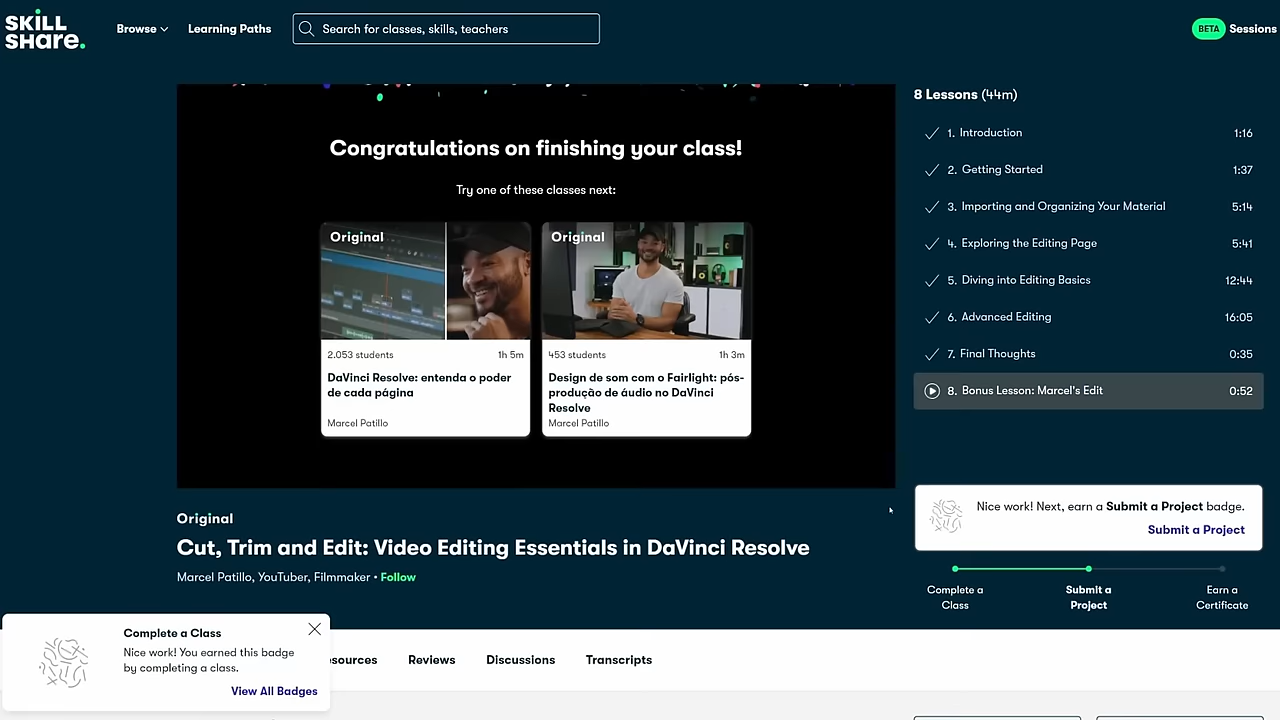 SKILL
SHARE.
Browse
Learning Paths
Search for classes, skills, teachers
BETA
Sessions
Congratulations on finishing your class!
Try one of these classes next:
Original
2.053 students
1h 5m
DaVinci Resolve: entenda o poder
de cada página
Marcel Patillo
Original
453 students
1h 3m
Design de som com o Fairlight: pós-
produção de áudio no DaVinci
Resolve
Marcel Patillo
8 Lessons (44m)
1. Introduction 1:16
2. Getting Started 1:37
3. Importing and Organizing Your Material 5:14
4. Exploring the Editing Page 5:41
5. Diving into Editing Basics 12:44
6. Advanced Editing 16:05
7. Final Thoughts 0:35
8. Bonus Lesson: Marcel's Edit 0:52
Nice work! Next, earn a Submit a Project badge.
Submit a Project
Complete a
Class
Submit a
Project
Earn a
Certificate
Original
Cut, Trim and Edit: Video Editing Essentials in DaVinci Resolve
Marcel Patillo, YouTuber, Filmmaker • Follow
Complete a Class
Nice work! You earned this badge
by completing a class.
View All Badges
esources
Reviews
Discussions
Transcripts